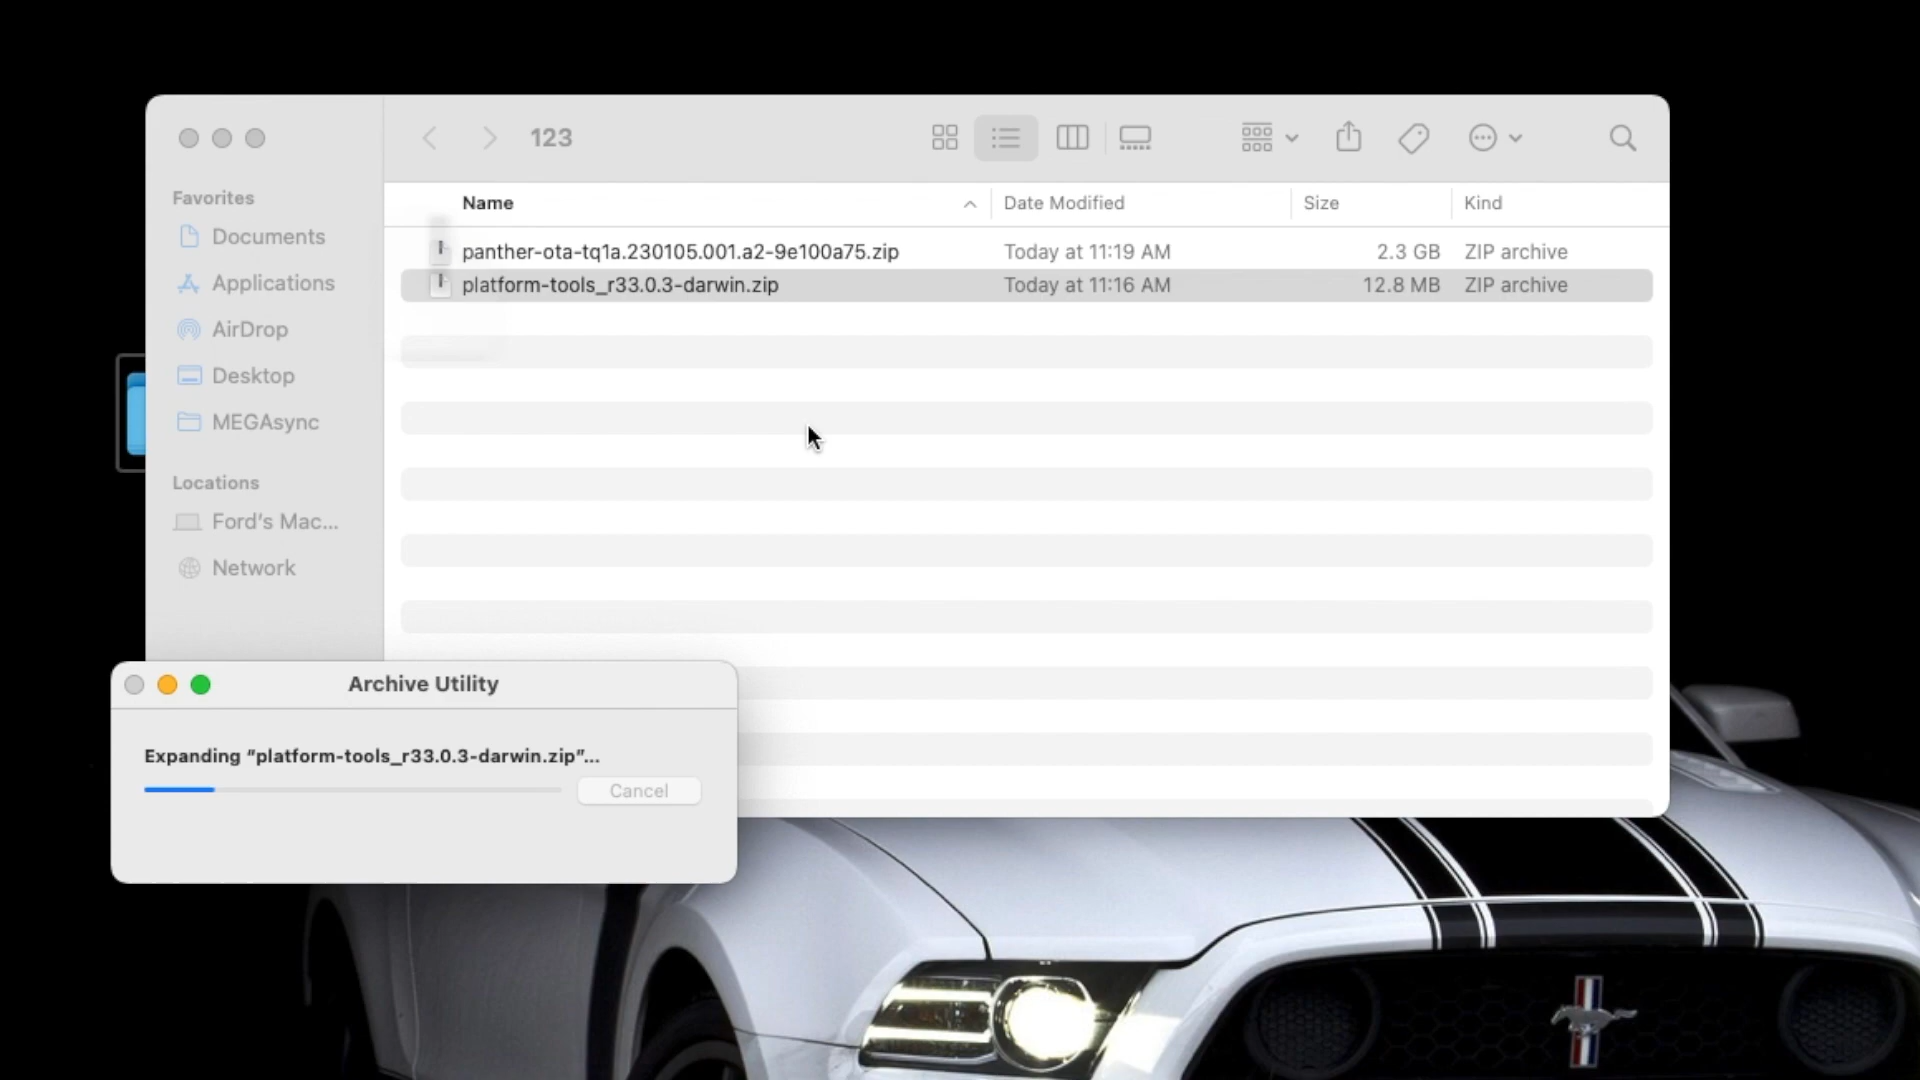 123
Favorites
Documents
Applications
AirDrop
Desktop
MEGAsync
Locations
Ford's Mac...
Network
Name Date Modified Size Kind
panther-ota-tq1a.230105.001.a2-9e100a75.zip Today at 11:19 AM 2.3 GB ZIP archive
platform-tools_r33.0.3-darwin.zip Today at 11:16 AM 12.8 MB ZIP archive
Archive Utility
Expanding “platform-tools_r33.0.3-darwin.zip”...
Cancel